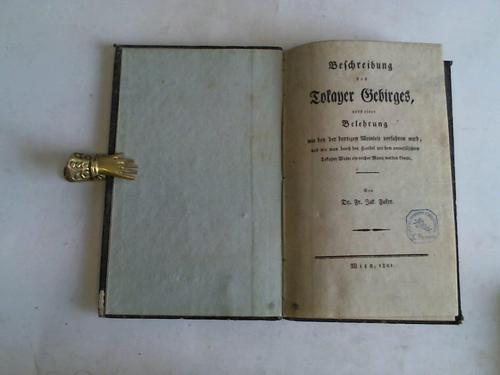 Beschreibung
des
Tokayer Gebirges,
nebst einer
Belehrung
wie bey der dortigen Weinlese verfahren wird,
und wie man durch den Handel mit dem unverfälschten
Tokayer Weine ein reicher Mann werden könne.
Von
Dr. Fr. Jak. Fuker.
Wien, 1801.